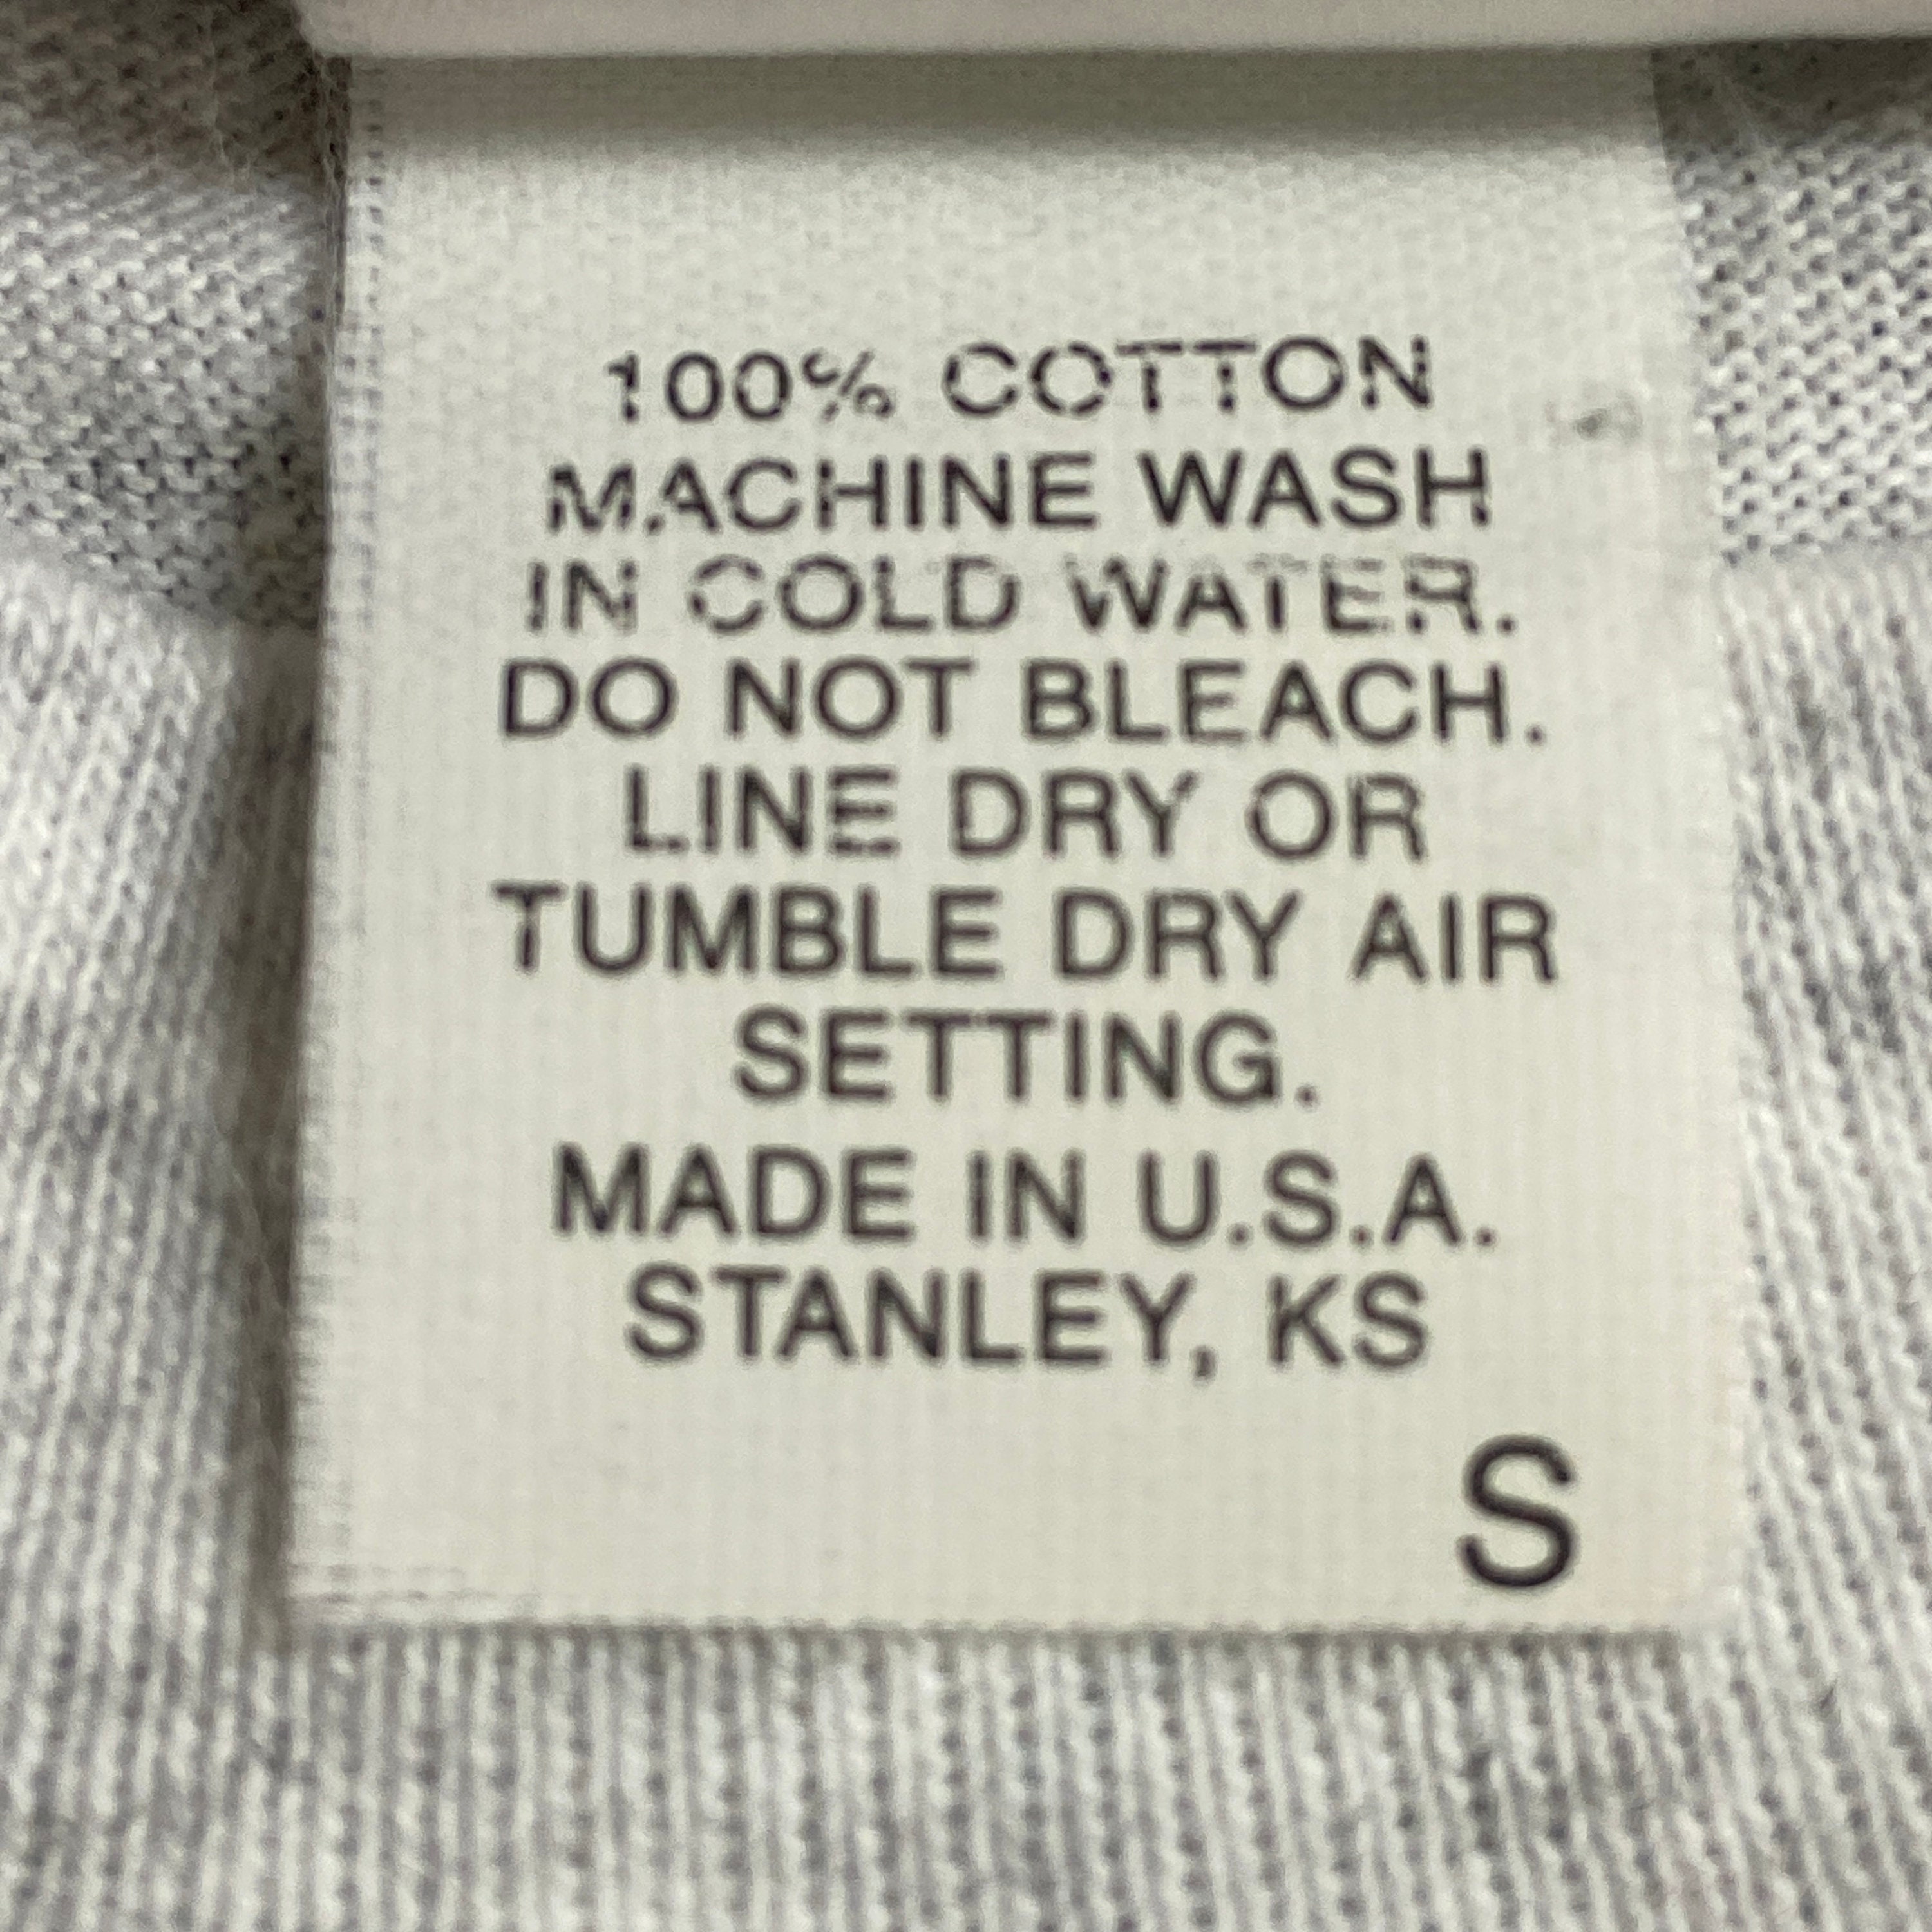 100% COTTON
MACHINE WASH
IN COLD WATER.
DO NOT BLEACH.
LINE DRY OR
TUMBLE DRY AIR
SETTING.
MADE IN U.S.A.
STANLEY, KS
S